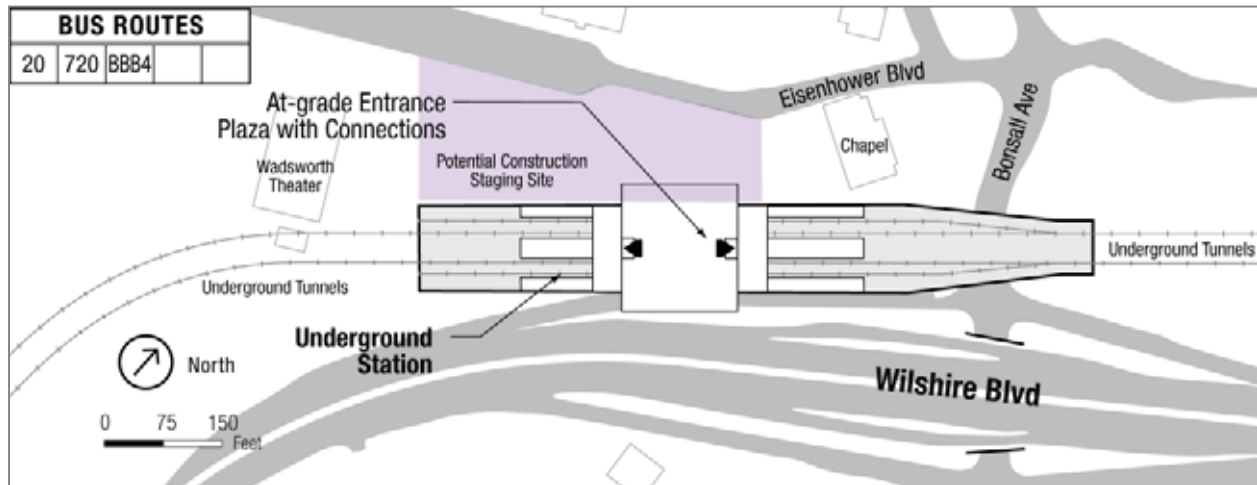 BUS ROUTES
20 720 BBB4
At-grade Entrance
Plaza with Connections
Eisenhower Blvd
Bonsall Ave
Chapel
Wadsworth
Theater
Potential Construction
Staging Site
Underground Tunnels
Underground Tunnels
Underground
Station
North
Wilshire Blvd
0 75 150
Feet